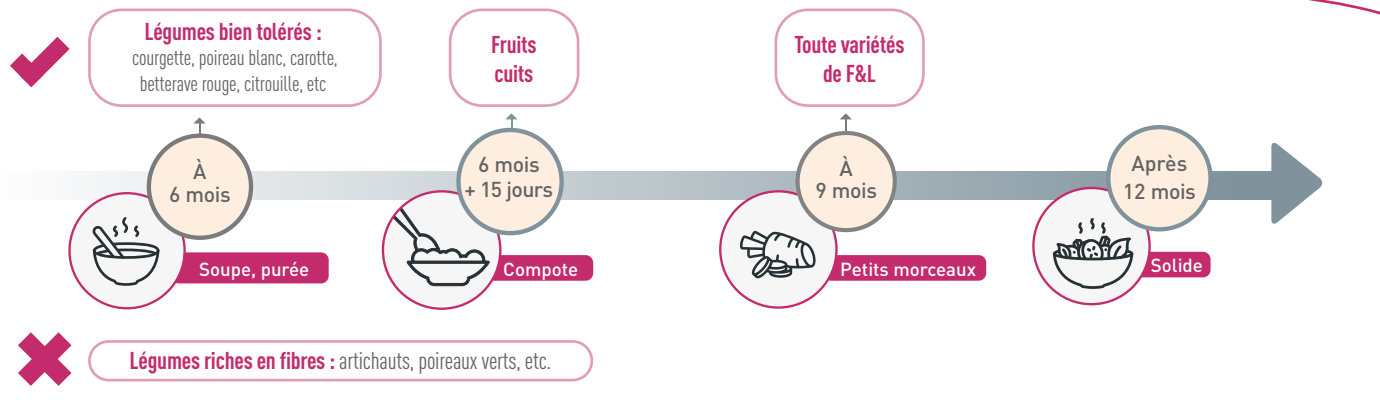 Légumes bien tolérés :
courgette, poireau blanc, carotte,
betterave rouge, citrouille, etc
Fruits
cuits
Toute variétés
de F&L
À
6 mois
6 mois
+ 15 jours
À
9 mois
Après
12 mois
Soupe, purée
Compote
Petits morceaux
Solide
Légumes riches en fibres : artichauts, poireaux verts, etc.